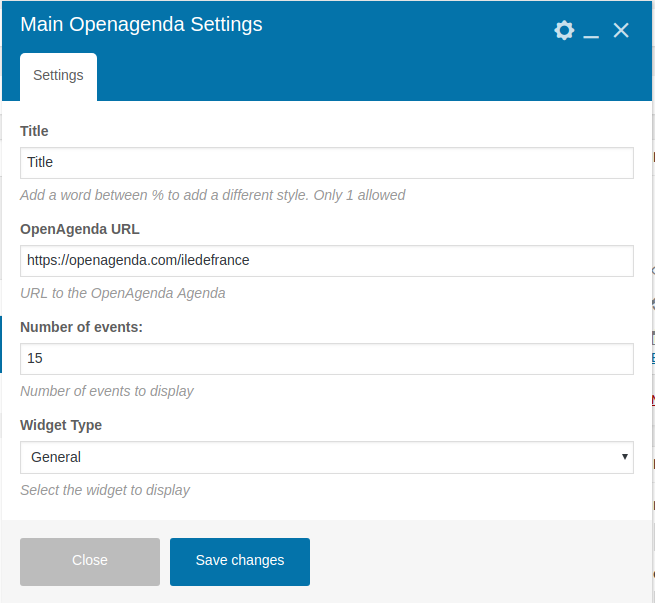 Main Openagenda Settings
Settings
Title
Title
Add a word between % to add a different style. Only 1 allowed
OpenAgenda URL
https://openagenda.com/iledefrance
URL to the OpenAgenda Agenda
Number of events:
15
Number of events to display
Widget Type
General
Select the widget to display
Close
Save changes